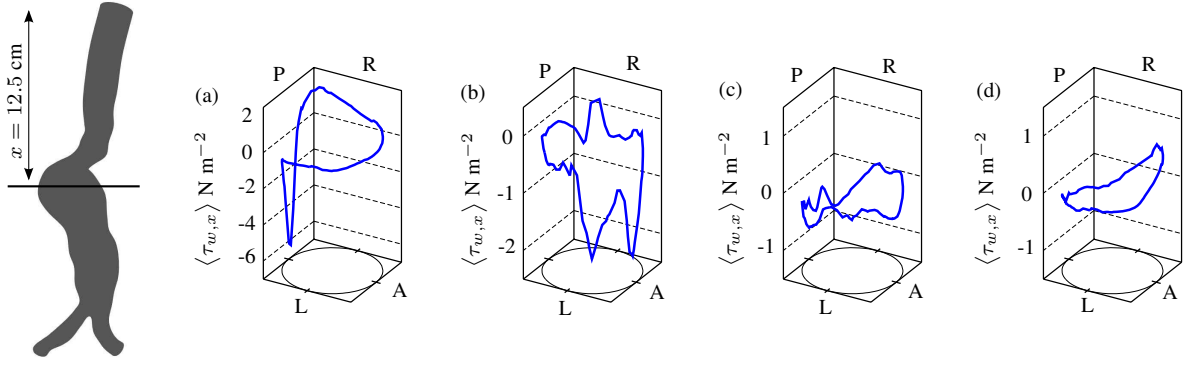 x = 12.5 cm
(a)
P
R
2
0
-2
-4
-6
⟨τw,x⟩ N m−2
L
A
(b)
P
R
0
-1
-2
⟨τw,x⟩ N m−2
L
A
(c)
P
R
1
0
-1
⟨τw,x⟩ N m−2
L
A
(d)
P
R
1
0
-1
⟨τw,x⟩ N m−2
L
A